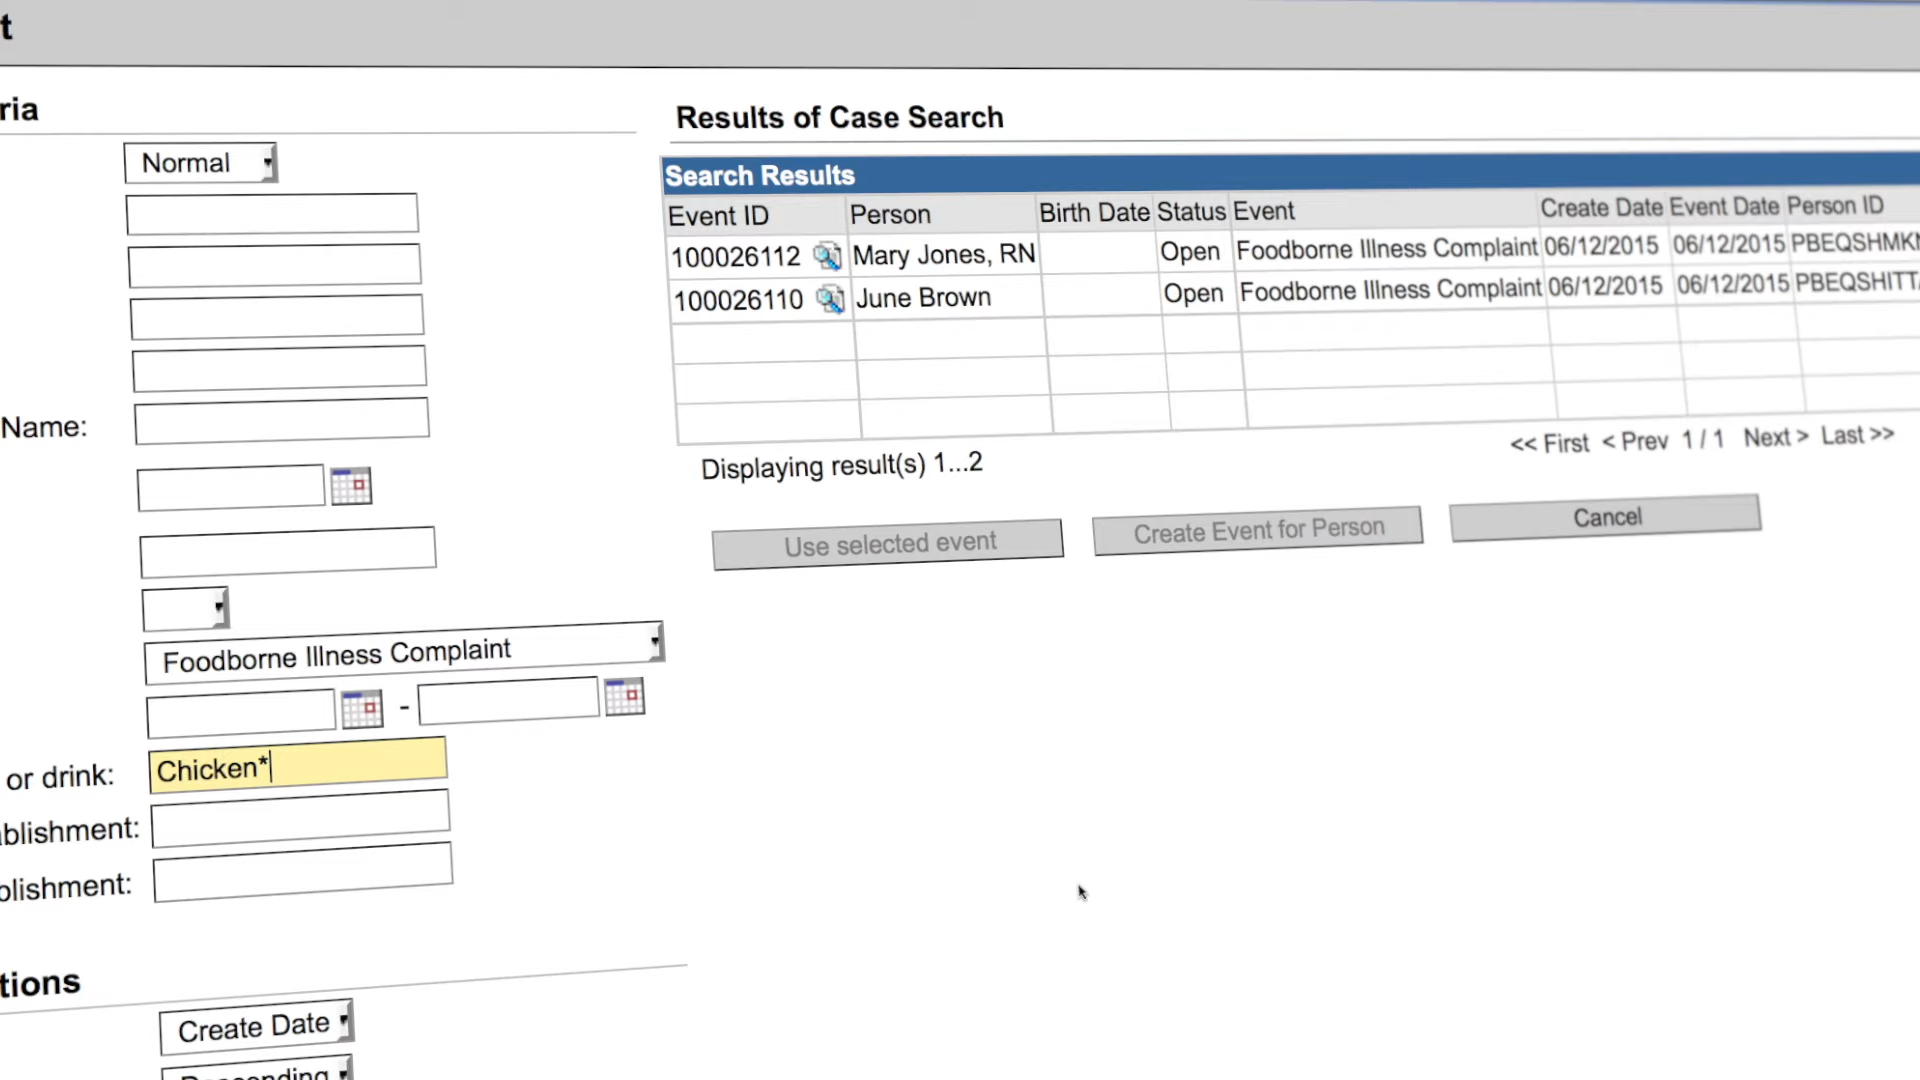 t
ria
Normal
Name:
Foodborne Illness Complaint
-
or drink: Chicken*
ablishment:
blishment:
tions
Create Date
Descending
Results of Case Search
Search Results
Event ID Person Birth Date Status Event Create Date Event Date Person ID
100026112 Mary Jones, RN Open Foodborne Illness Complaint 06/12/2015 06/12/2015 PBEQSHMKN
100026110 June Brown Open Foodborne Illness Complaint 06/12/2015 06/12/2015 PBEQSHITT
<< First < Prev 1 / 1 Next > Last >>
Displaying result(s) 1...2
Use selected event Create Event for Person Cancel